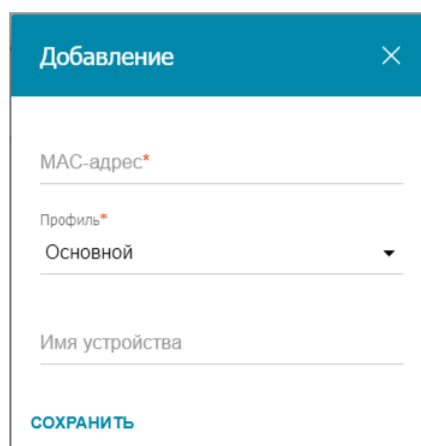 Добавление
MAC-адрес*
Профиль*
Основной
Имя устройства
СОХРАНИТЬ